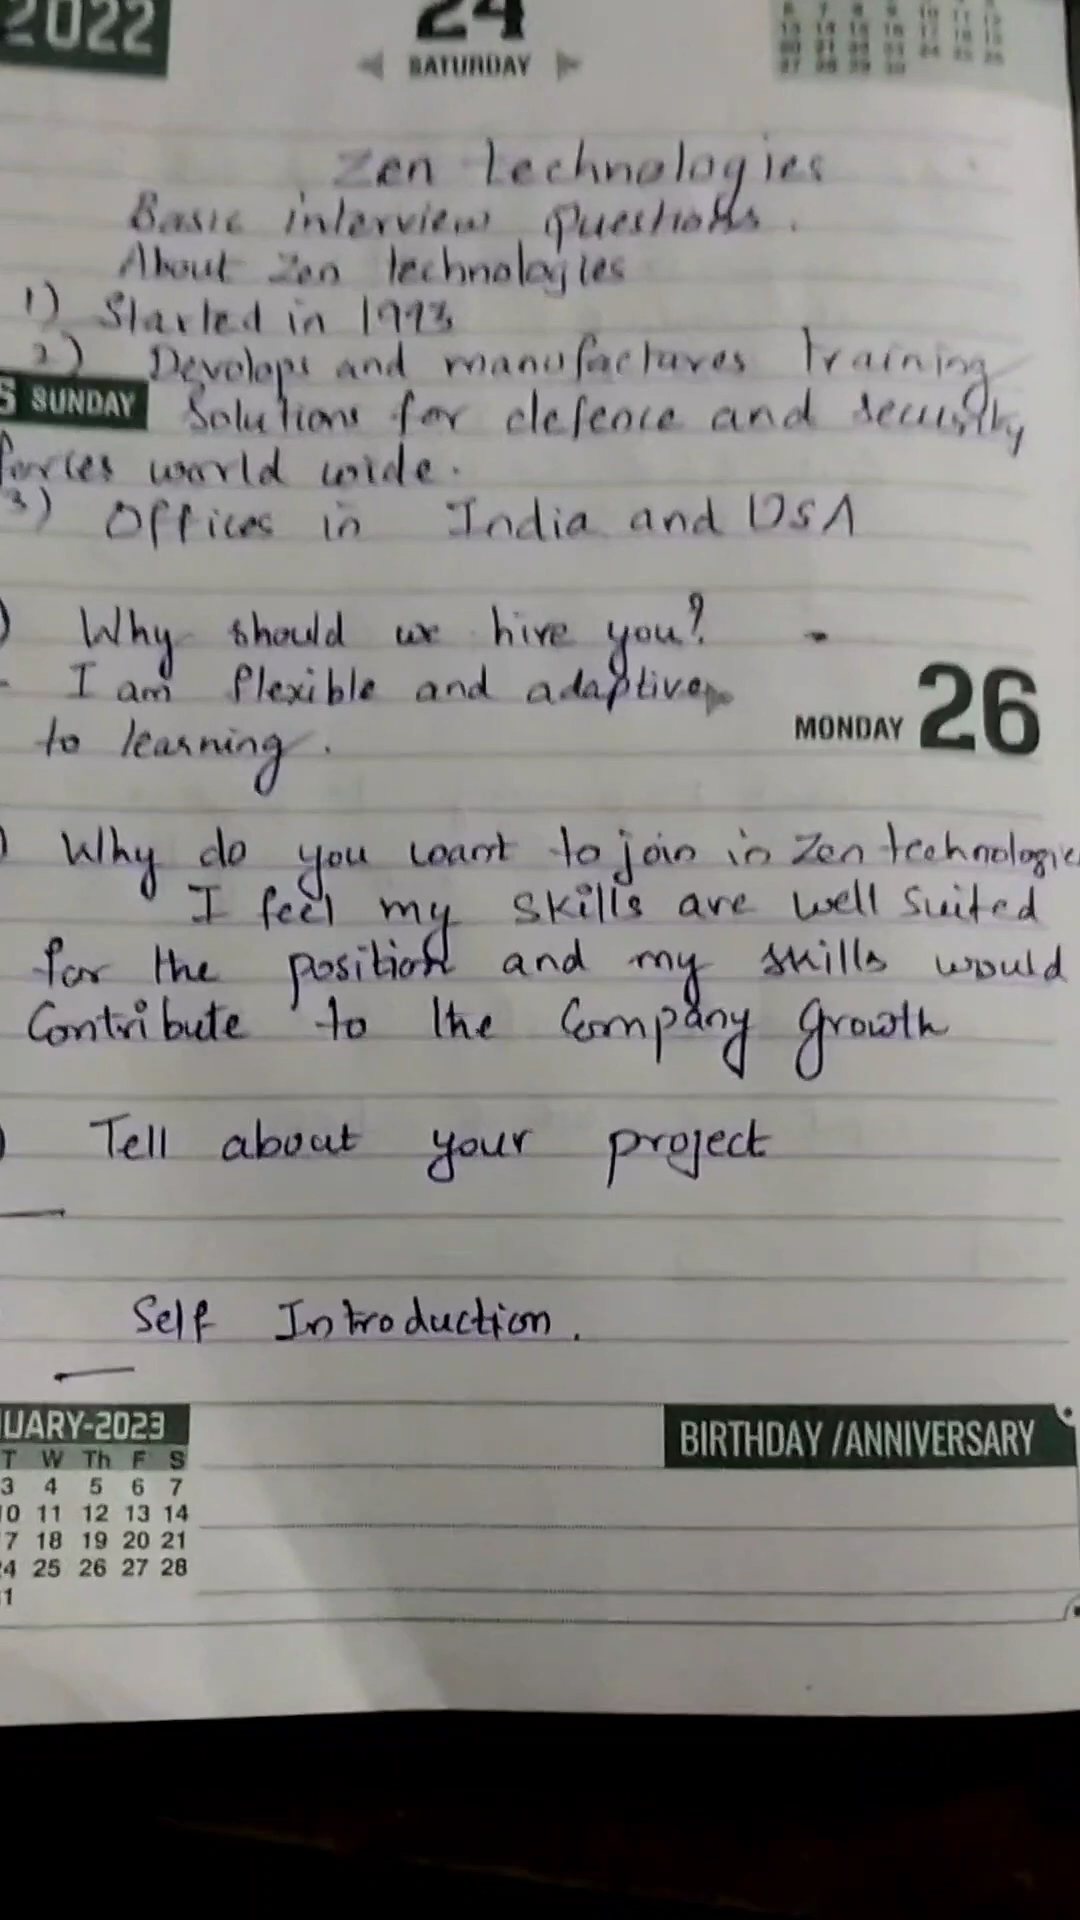 2022
24
SATURDAY
Zen technologies
Basic interview questions.
About Zen technologies
1) Started in 1993
2) Develops and manufactures training
SUNDAY
Solutions for defence and security
forces world wide.
3) Offices in India and USA
Why should we hire you?
I am flexible and adaptive
to learning.
MONDAY 26
Why do you want to join in Zen technologies
I feel my skills are well suited
for the position and my skills would
Contribute to the Company Growth
Tell about your project
Self Introduction.
UARY-2023
BIRTHDAY /ANNIVERSARY
T W Th F S
3 4 5 6 7
10 11 12 13 14
17 18 19 20 21
24 25 26 27 28
31